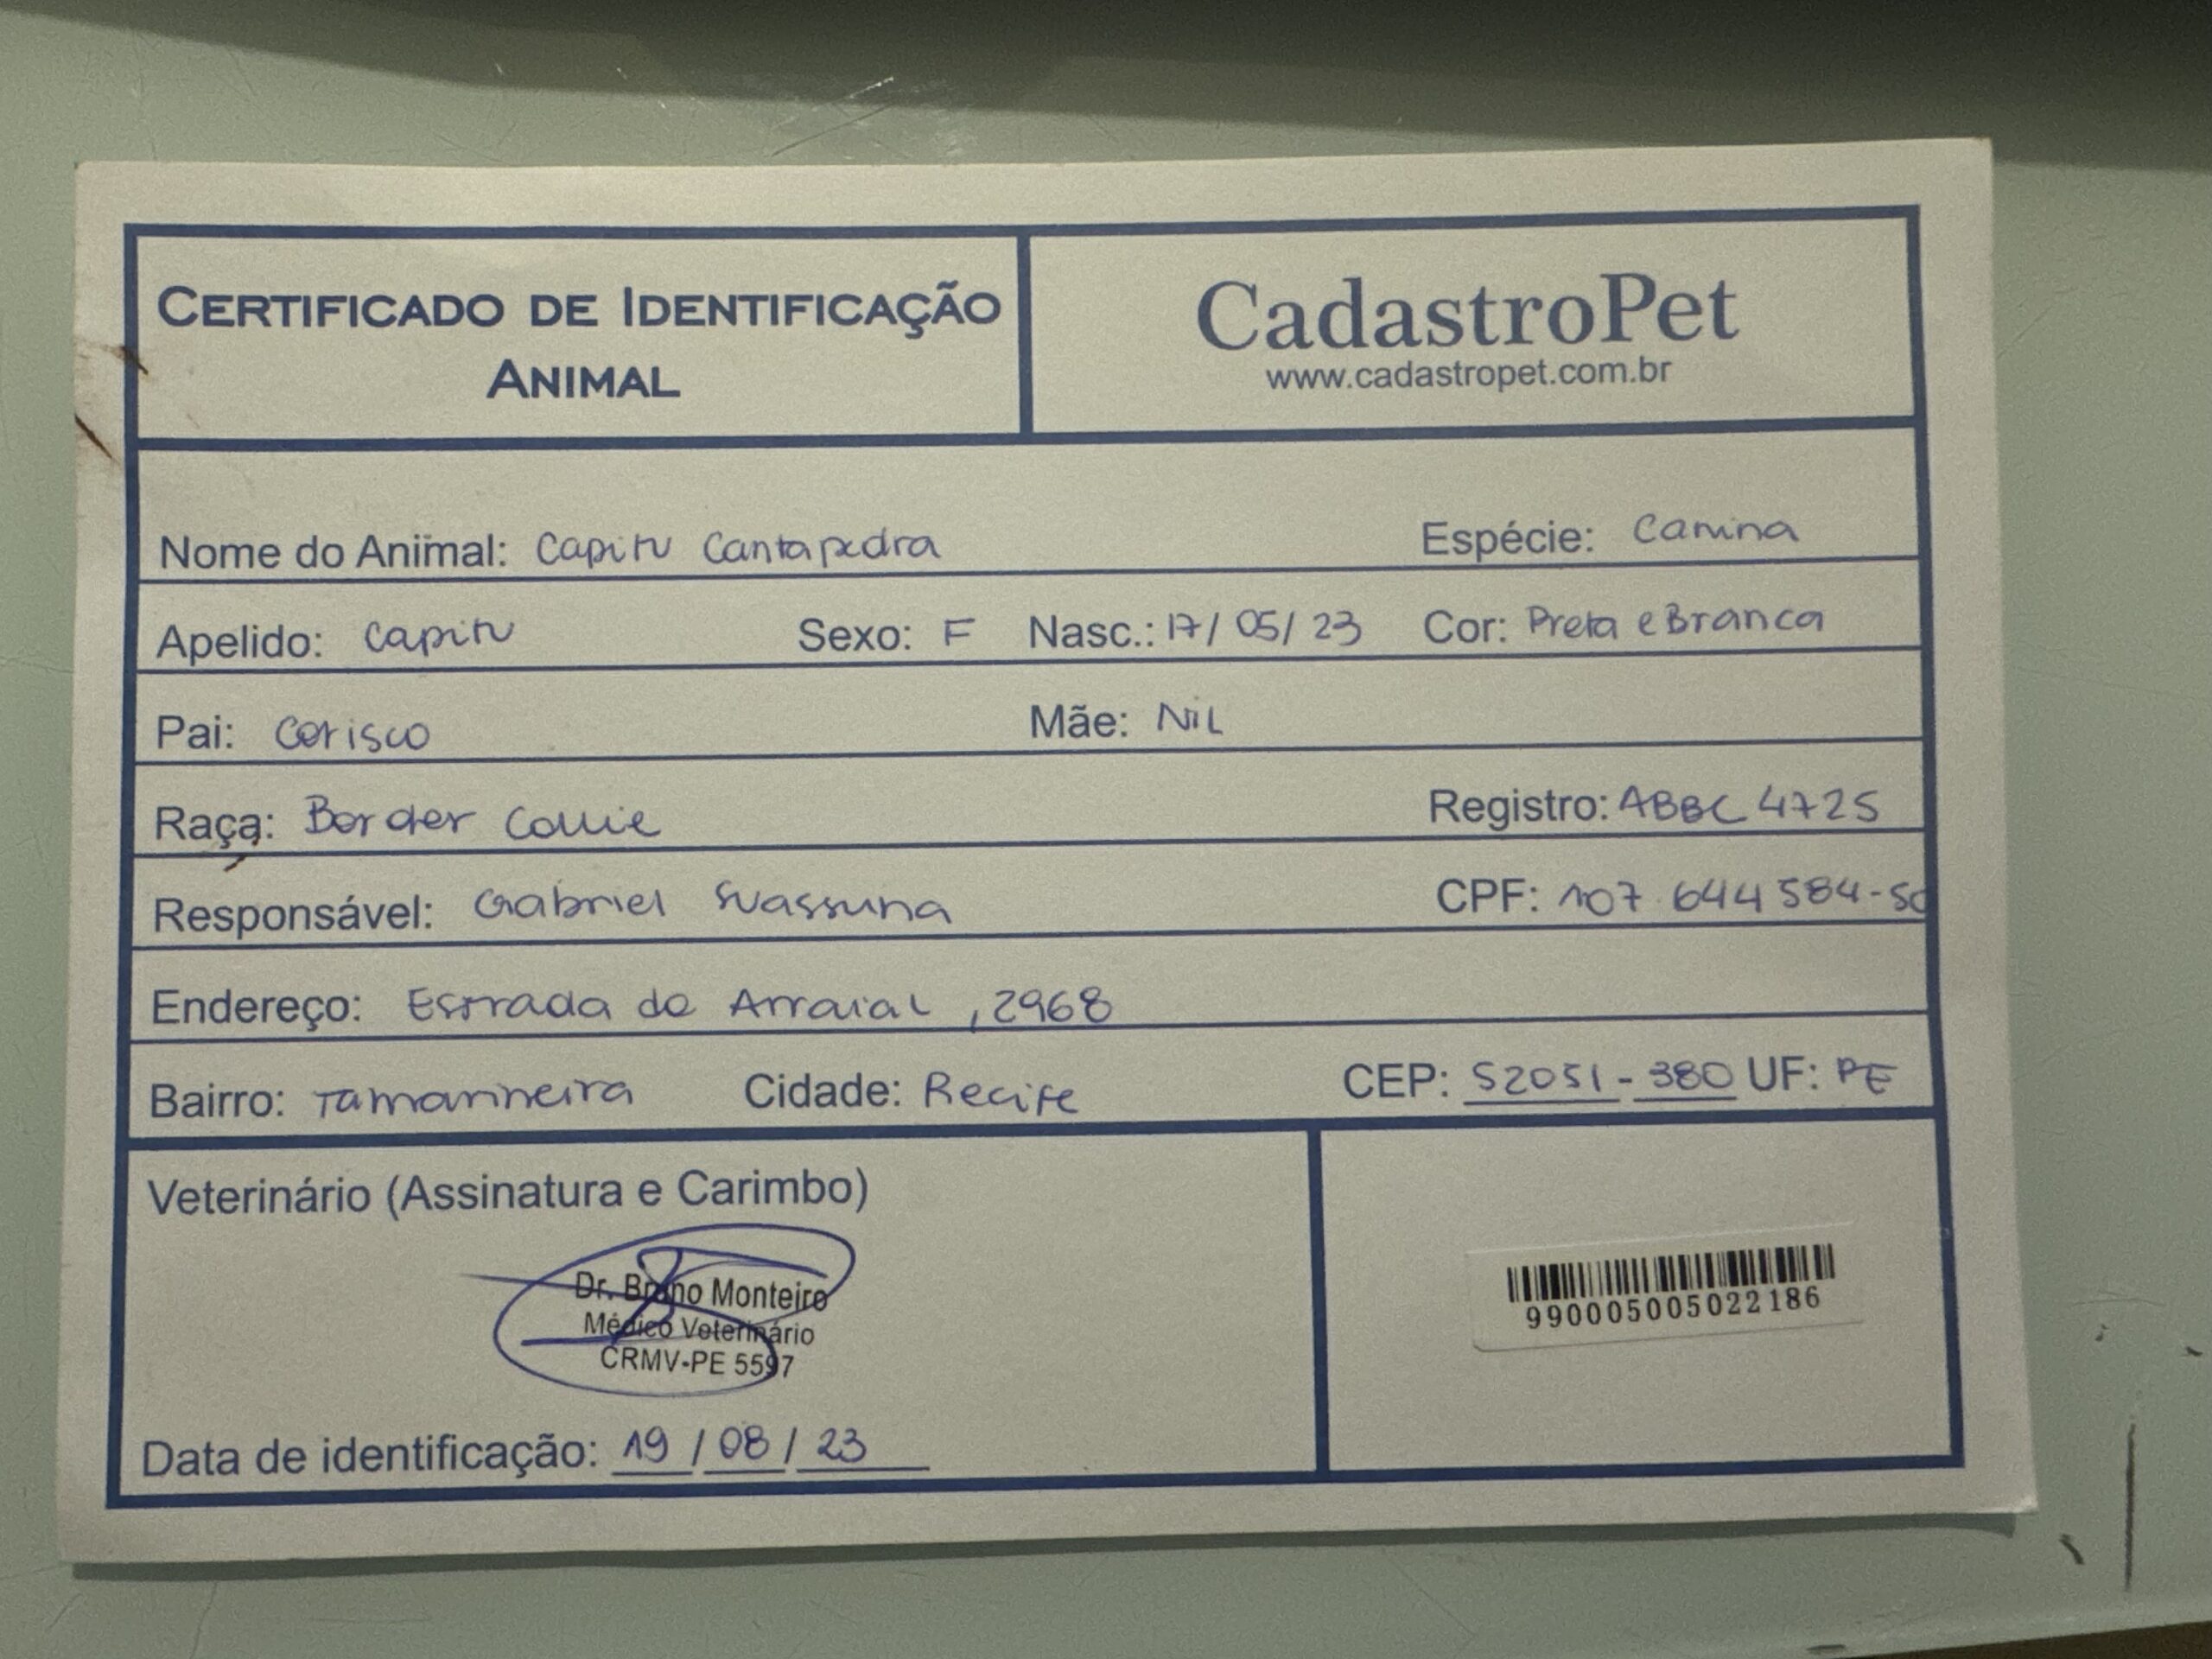 CERTIFICADO DE IDENTIFICAÇÃO
ANIMAL
CadastroPet
www.cadastropet.com.br
Nome do Animal: Capitu Cantapedra Espécie: Canina
Apelido: Capitu Sexo: F Nasc.: 17/05/23 Cor: Preta e Branca
Pai: Corisco Mãe: Nil
Raça: Border Collie Registro: ABBC 4725
Responsável: Gabriel Suassuna CPF: 107.644584-50
Endereço: Estrada do Arraial, 2968
Bairro: Tamarineira Cidade: Recife CEP: 52051-380 UF: PE
Veterinário (Assinatura e Carimbo)
Dr. Bruno Monteiro
Médico Veterinário
CRMV-PE 5597
Data de identificação: 19/08/23
990005005022186